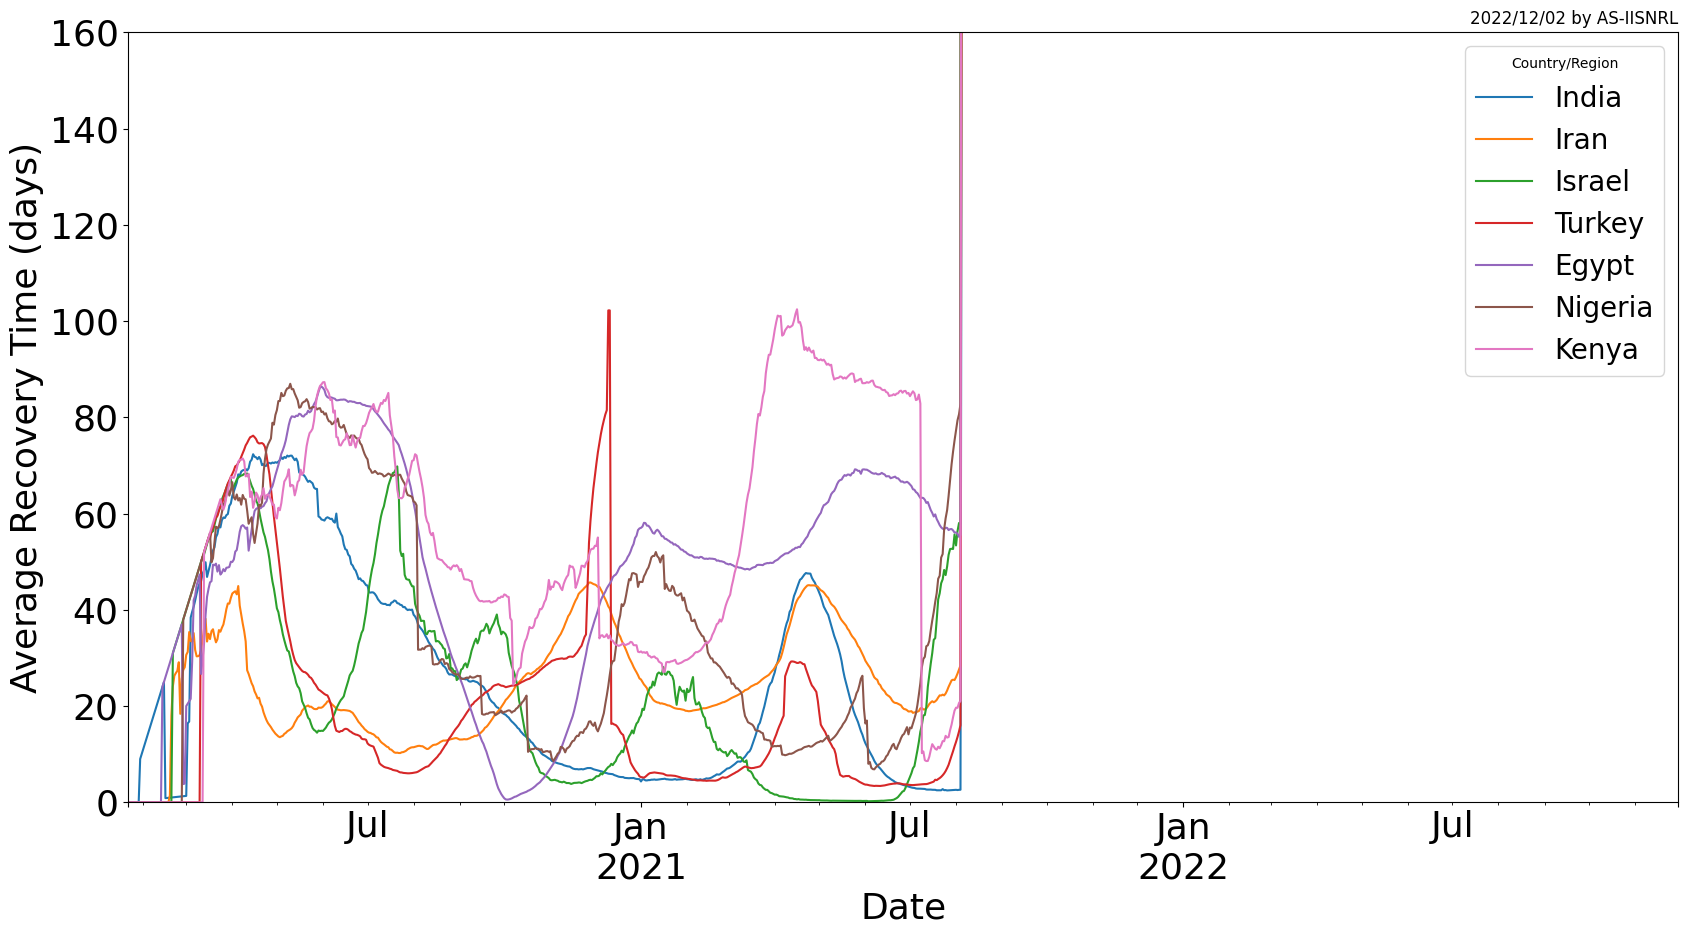 2022/12/02 by AS-IISNRL
Average Recovery Time (days)
160
140
120
100
80
60
40
20
0
Country/Region
India
Iran
Israel
Turkey
Egypt
Nigeria
Kenya
Jul
Jan
2021
Jul
Jan
2022
Jul
Date